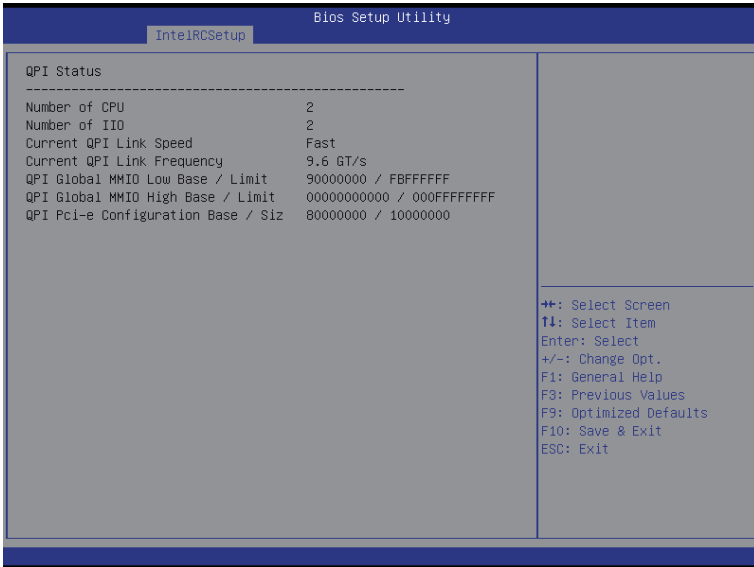 Bios Setup Utility
IntelRCSetup
QPI Status
-----------------------------------------------
Number of CPU 2
Number of IIO 2
Current QPI Link Speed Fast
Current QPI Link Frequency 9.6 GT/s
QPI Global MMIO Low Base / Limit 90000000 / FBFFFFFF
QPI Global MMIO High Base / Limit 00000000000 / 000FFFFFFFF
QPI Pci-e Configuration Base / Siz 80000000 / 10000000
→←: Select Screen
↑↓: Select Item
Enter: Select
+/-: Change Opt.
F1: General Help
F3: Previous Values
F9: Optimized Defaults
F10: Save & Exit
ESC: Exit